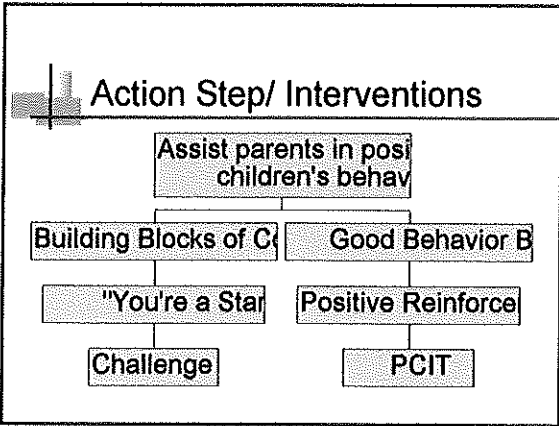 Action Step/ Interventions
Assist parents in posi
children's behav
Building Blocks of Co
Good Behavior B
"You're a Star
Positive Reinforce
Challenge
PCIT